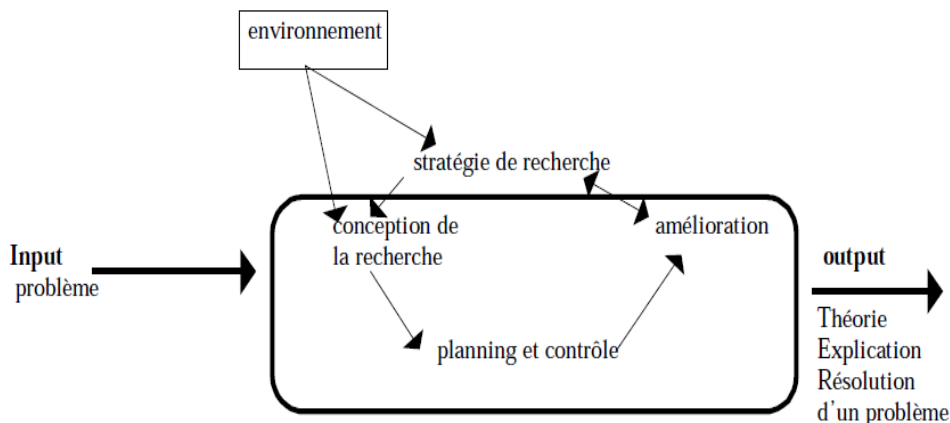 environnement
stratégie de recherche
conception de
la recherche
amélioration
Input
problème
output
planning et contrôle
Théorie
Explication
Résolution
d'un problème